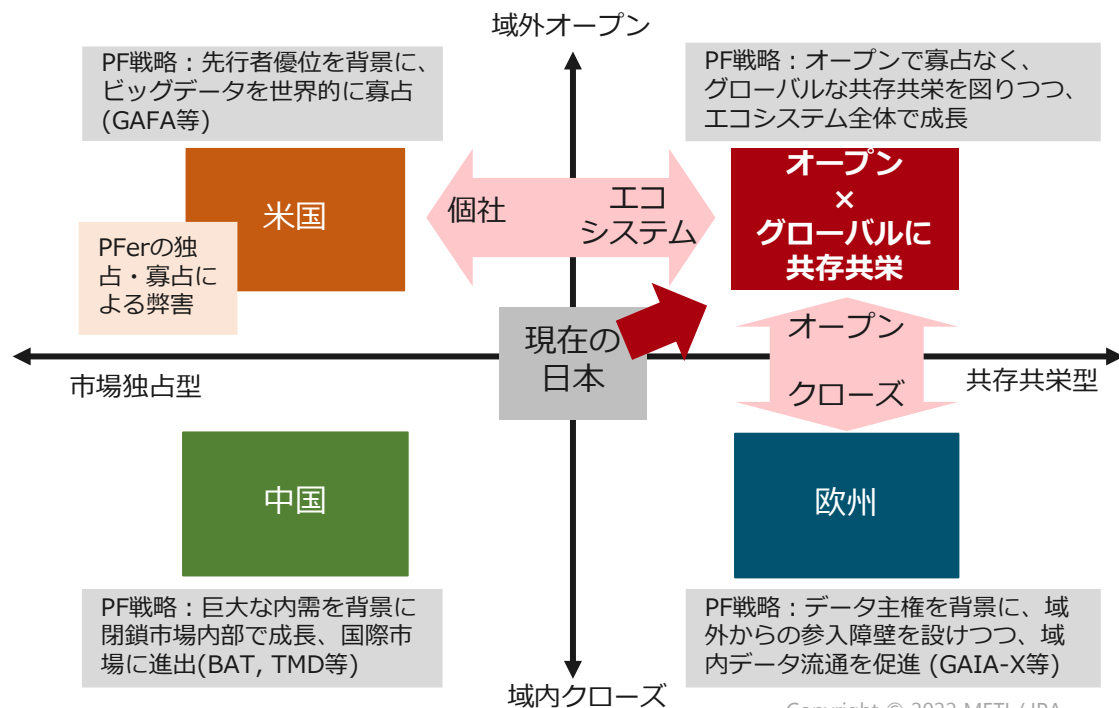 域外オープン
PF戦略：先行者優位を背景に、
ビッグデータを世界的に寡占
(GAFA等)
PF戦略：オープンで寡占なく、
グローバルな共存共栄を図りつつ、
エコシステム全体で成長
米国
個社
エコ
システム
オープン
×
グローバルに
共存共栄
PFerの独
占・寡占に
よる弊害
現在の
日本
オープン
クローズ
市場独占型
共存共栄型
中国
欧州
PF戦略：巨大な内需を背景に
閉鎖市場内部で成長、国際市
場に進出(BAT, TMD等)
PF戦略：データ主権を背景に、域
外からの参入障壁を設けつつ、域
内データ流通を促進 (GAIA-X等)
域内クローズ